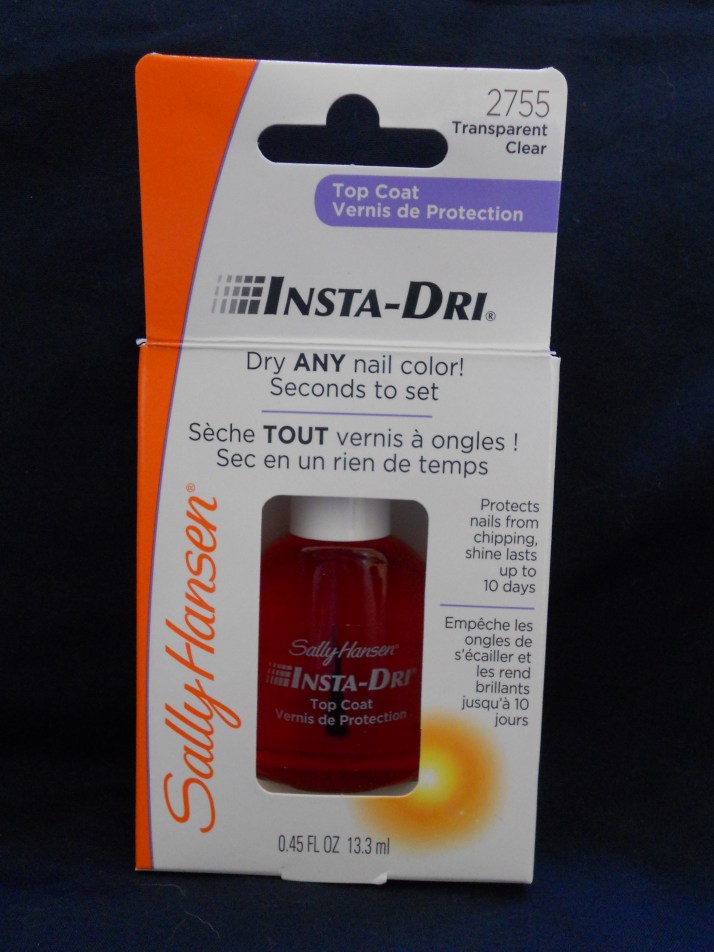 2755
Transparent
Clear
Top Coat
Vernis de Protection
INSTA-DRI®
Dry ANY nail color!
Seconds to set
Sèche TOUT vernis à ongles !
Sec en un rien de temps
Sally Hansen®
Protects
nails from
chipping,
shine lasts
up to
10 days
Empêche les
ongles de
s'écailler et
les rend
brillants
jusqu'à 10
jours
Sally Hansen®
INSTA-DRI
Top Coat
Vernis de Protection
0.45 FL OZ 13.3 ml